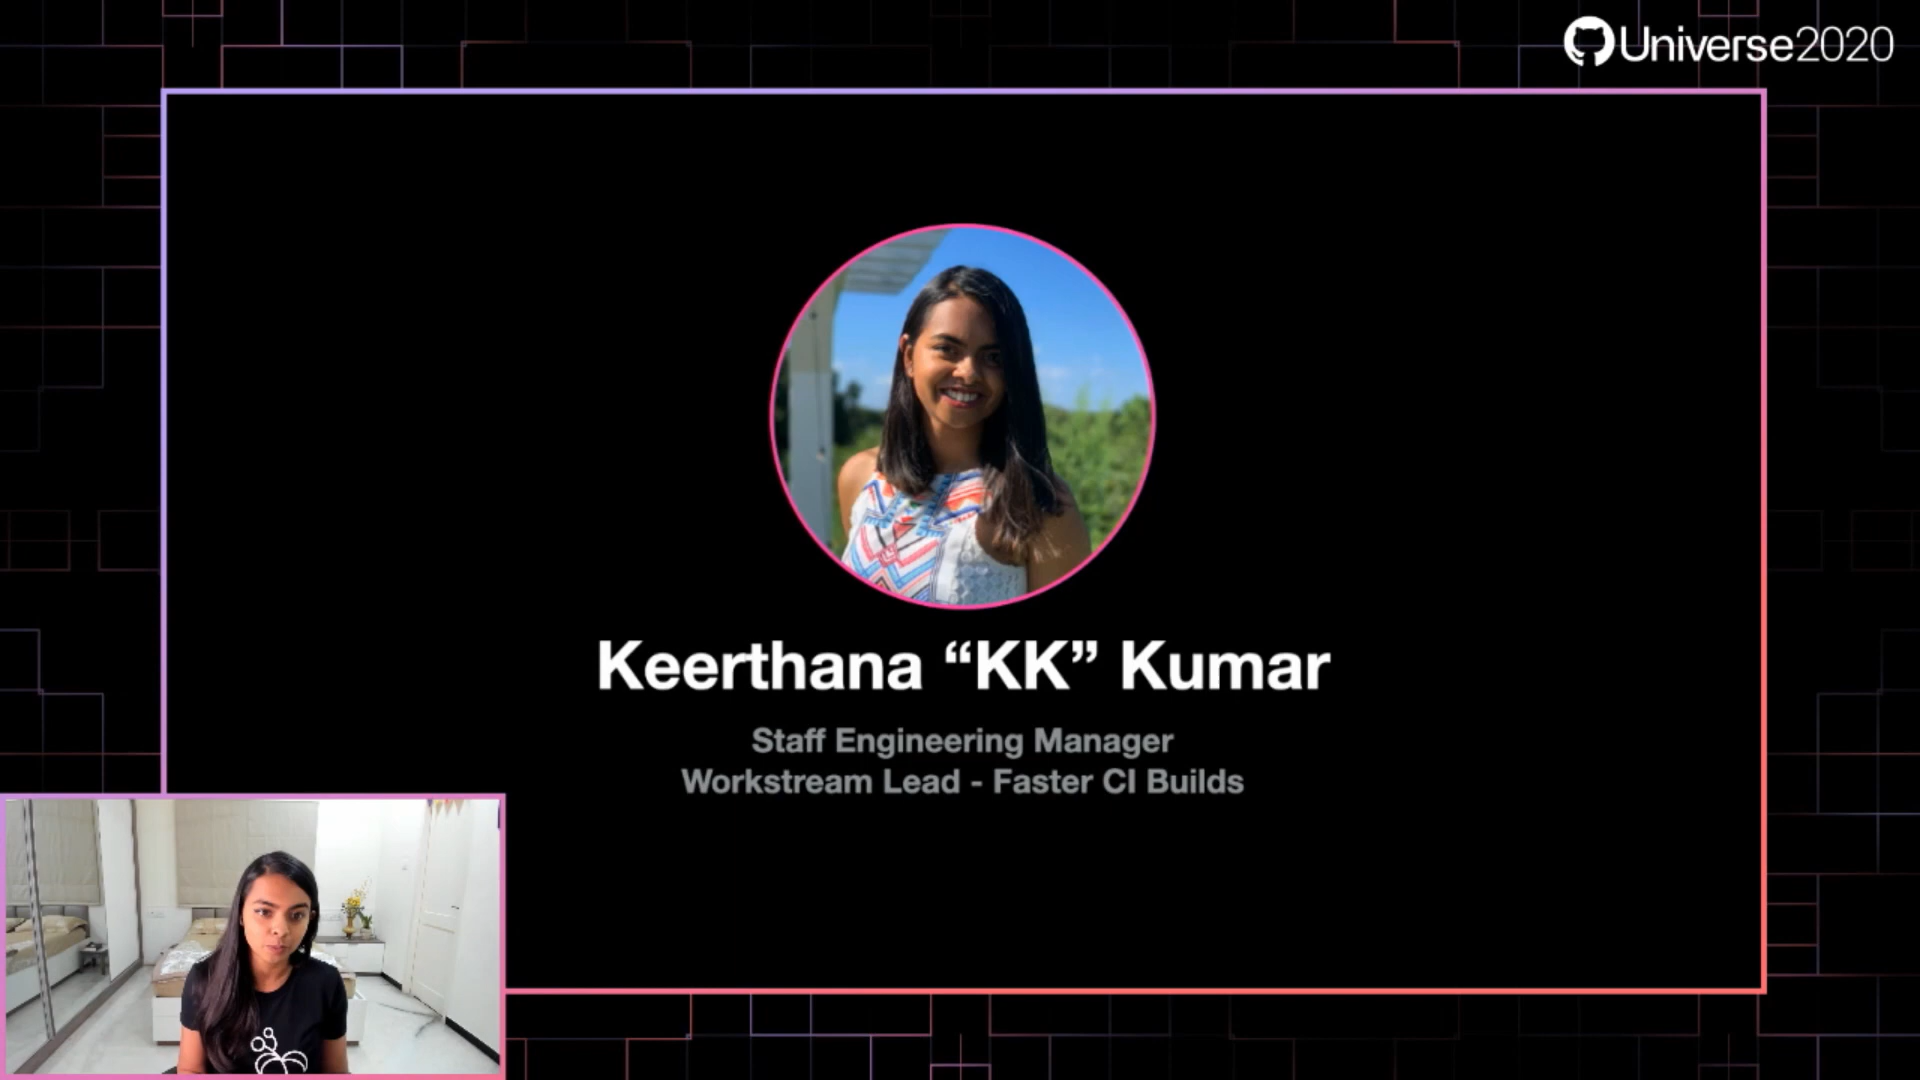 Universe2020
Keerthana “KK” Kumar
Staff Engineering Manager
Workstream Lead - Faster CI Builds